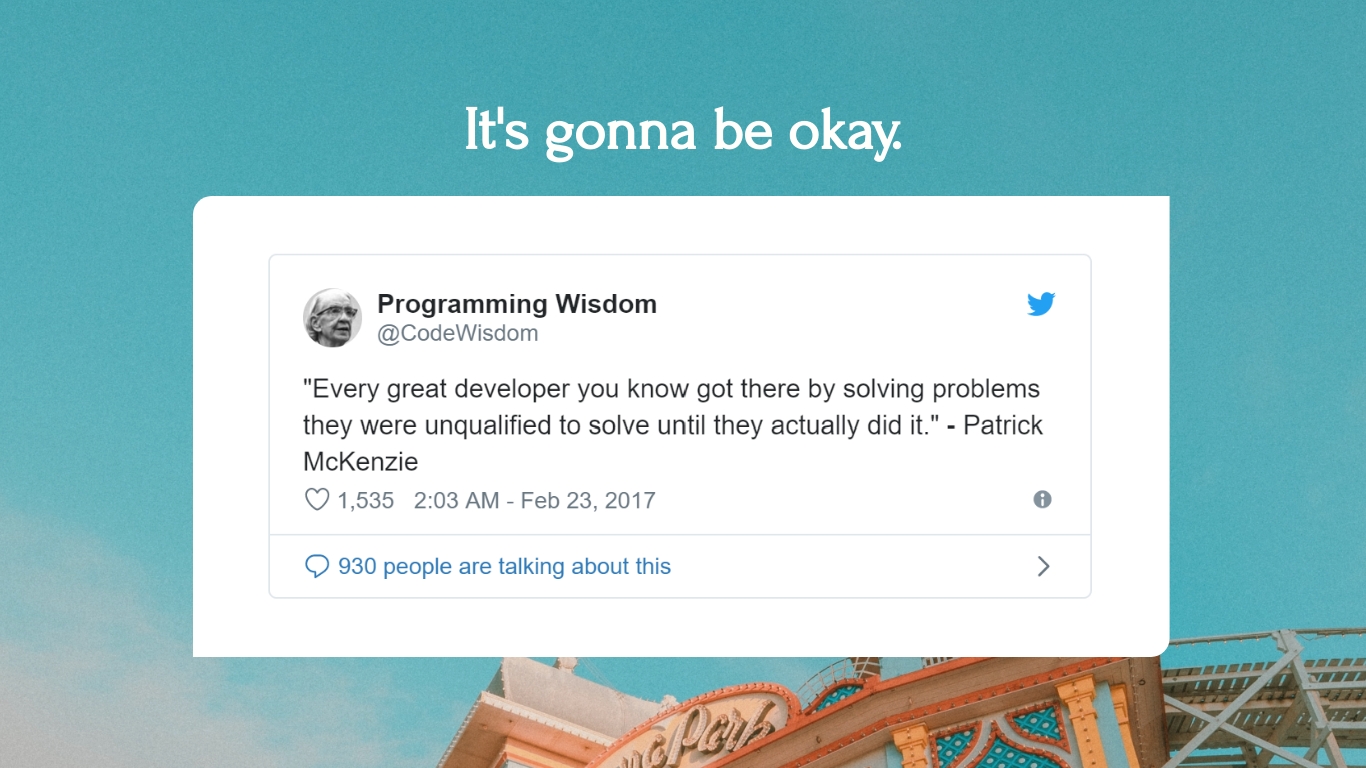 It's gonna be okay.
Programming Wisdom
@CodeWisdom
"Every great developer you know got there by solving problems
they were unqualified to solve until they actually did it." - Patrick
McKenzie
1,535 2:03 AM - Feb 23, 2017
930 people are talking about this
Park